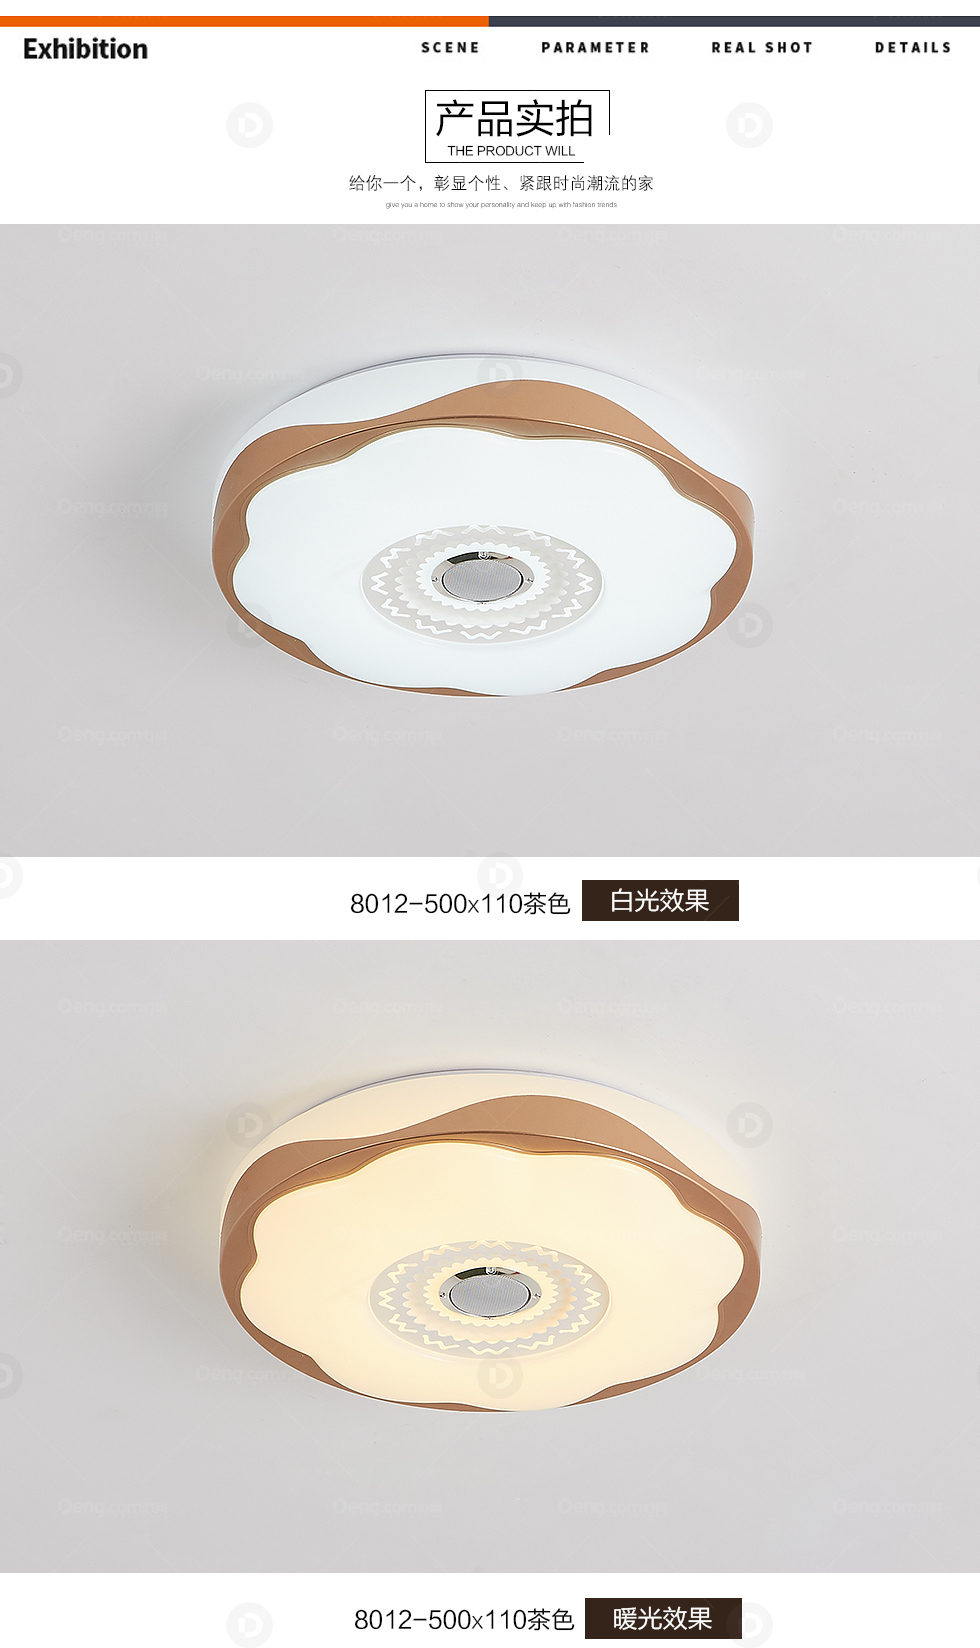 Exhibition
SCENE PARAMETER REAL SHOT DETAILS
产品实拍
THE PRODUCT WILL
给你一个，彰显个性、紧跟时尚潮流的家
give you a home to show your personality and keep up with fashion trends
8012-500x110茶色 白光效果
8012-500x110茶色 暖光效果